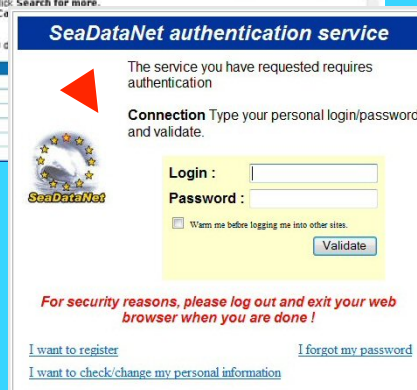 Search for more.
SeaDataNet authentication service
The service you have requested requires
authentication
Connection Type your personal login/password
and validate.
SeaDataNet
Login :
Password :
Warm me before logging me into other sites.
Validate
For security reasons, please log out and exit your web
browser when you are done !
I want to register
I forgot my password
I want to check/change my personal information